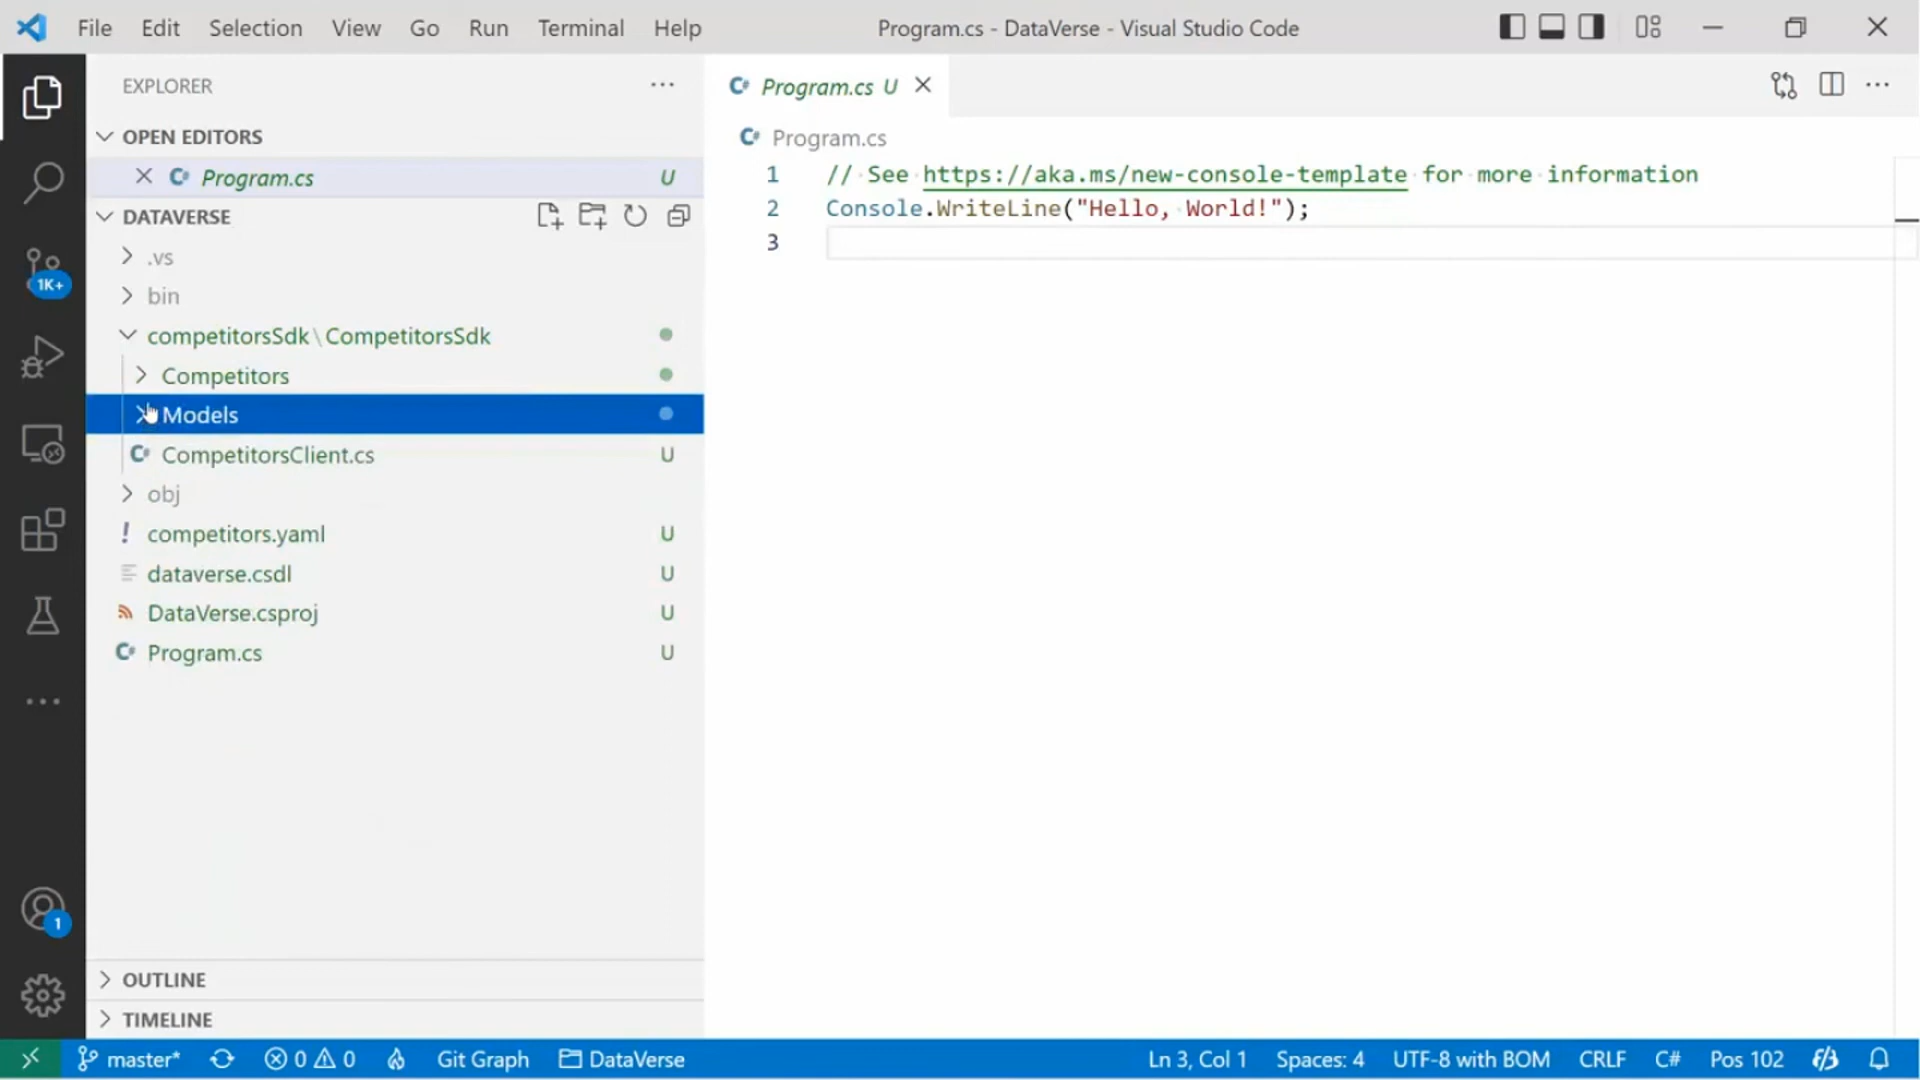 File Edit Selection View Go Run Terminal Help
Program.cs - DataVerse - Visual Studio Code
EXPLORER
OPEN EDITORS
Program.cs U
DATAVERSE
.vs
bin
competitorsSdk\CompetitorsSdk
Competitors
Models
CompetitorsClient.cs U
obj
competitors.yaml U
dataverse.csdl U
DataVerse.csproj U
Program.cs U
OUTLINE
TIMELINE
1K+
1
Program.cs U
Program.cs
1 // See https://aka.ms/new-console-template for more information
2 Console.WriteLine("Hello, World!");
3
master* 0 0 Git Graph DataVerse
Ln 3, Col 1 Spaces: 4 UTF-8 with BOM CRLF C# Pos 102